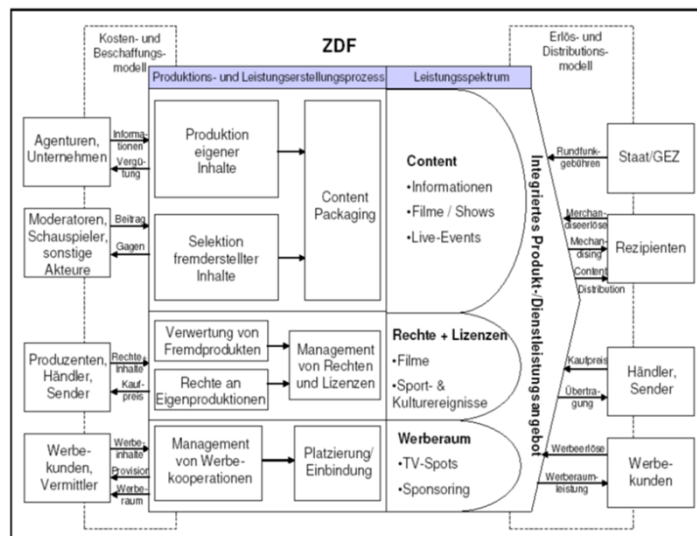 Kosten- und
Beschaffungs-
modell
ZDF
Erlös- und
Distributions-
modell
Produktions- und Leistungserstellungsprozess
Leistungsspektrum
Agenturen,
Unternehmen
Informa-
tionen
Vergü-
tung
Produktion
eigener
Inhalte
Moderatoren,
Schauspieler,
sonstige
Akteure
Beitrag
Gagen
Selektion
fremderstellter
Inhalte
Content
Packaging
Content
•Informationen
•Filme / Shows
•Live-Events
Produzenten,
Händler,
Sender
Rechte+
Inhalte
Kauf-
preis
Verwertung von
Fremdprodukten
Rechte an
Eigenproduktionen
Management
von Rechten
und Lizenzen
Rechte + Lizenzen
•Filme
•Sport- &
Kulturereignisse
Werbe-
kunden,
Vermittler
Werbe-
inhalte
Provision
Werbe-
raum
Management
von Werbe-
kooperationen
Platzierung/
Einbindung
Werberaum
•TV-Spots
•Sponsoring
Integriertes Produkt-/Dienstleistungsangebot
Rundfunk-
gebühren
Staat/GEZ
Merchan-
diseerlöse
Mechan-
dising
Content
Distribution
Rezipienten
Kaufpreis
Übertra-
gung
Händler,
Sender
Werbeerlöse
Werberaum-
leistung
Werbe-
kunden